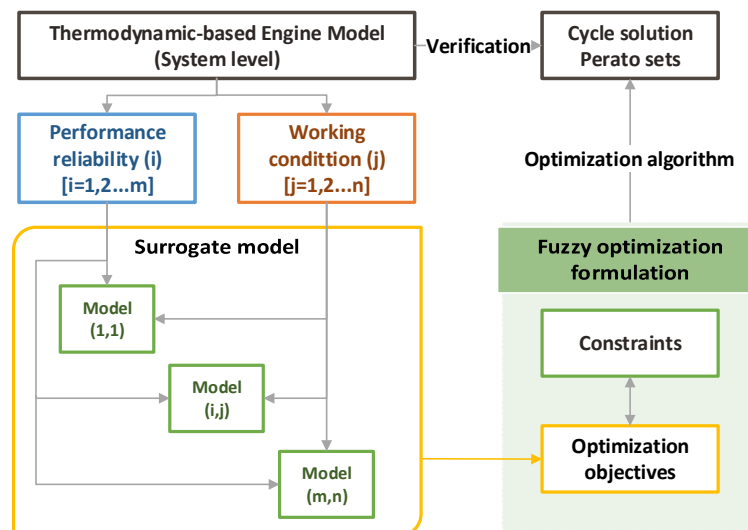 Thermodynamic-based Engine Model
(System level)
Verification
Cycle solution
Perato sets
Performance
reliability (i)
[i=1,2...m]
Working
condittion (j)
[j=1,2...n]
Optimization algorithm
Surrogate model
Fuzzy optimization
formulation
Model
(1,1)
Constraints
Model
(i,j)
Optimization
objectives
Model
(m,n)